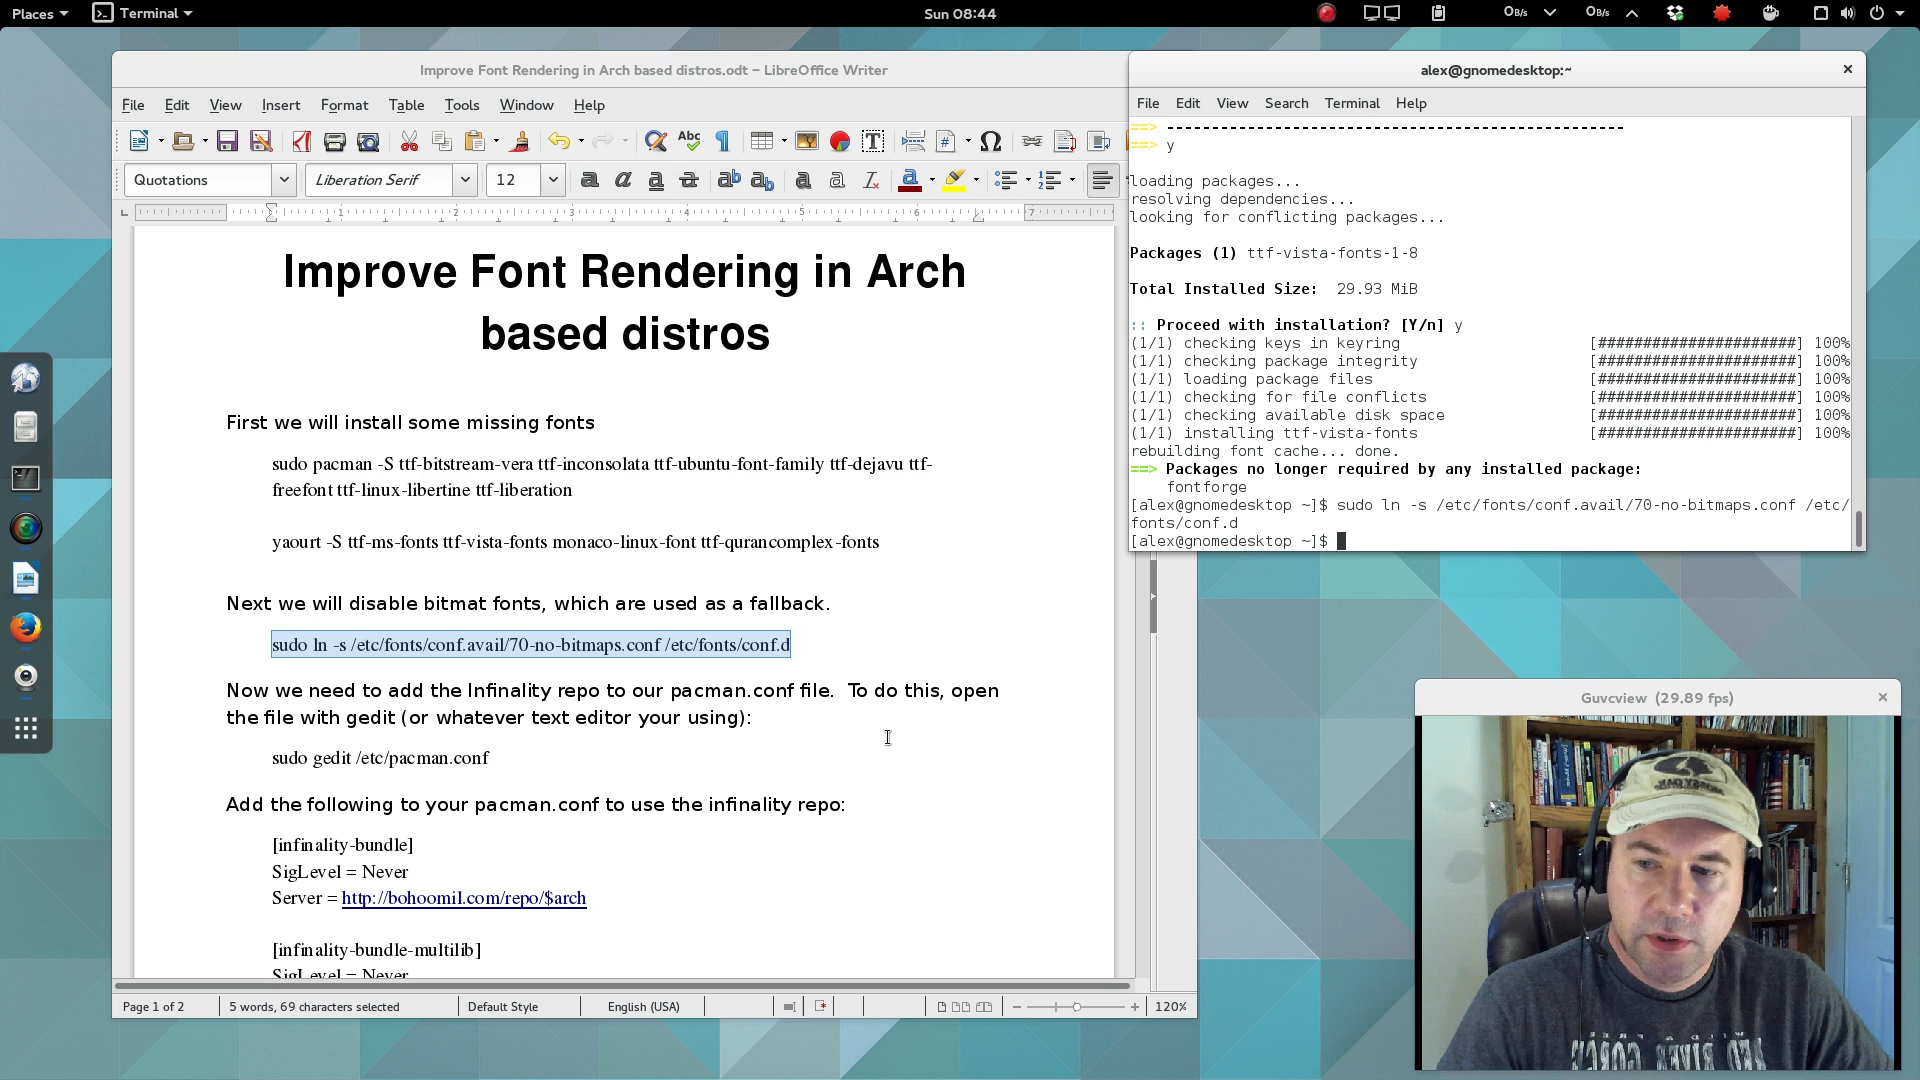 Places
Terminal
Sun 08:44
0B/s
0B/s
Improve Font Rendering in Arch based distros.odt – LibreOffice Writer
File Edit View Insert Format Table Tools Window Help
Abc
Quotations
Liberation Serif
12
1 2 3 4 5 6 7
Improve Font Rendering in Arch
based distros
First we will install some missing fonts
sudo pacman -S ttf-bitstream-vera ttf-inconsolata ttf-ubuntu-font-family ttf-dejavu ttf-
freefont ttf-linux-libertine ttf-liberation
yaourt -S ttf-ms-fonts ttf-vista-fonts monaco-linux-font ttf-qurancomplex-fonts
Next we will disable bitmat fonts, which are used as a fallback.
sudo ln -s /etc/fonts/conf.avail/70-no-bitmaps.conf /etc/fonts/conf.d
Now we need to add the Infinality repo to our pacman.conf file.  To do this, open
the file with gedit (or whatever text editor your using):
sudo gedit /etc/pacman.conf
Add the following to your pacman.conf to use the infinality repo:
[infinality-bundle]
SigLevel = Never
Server = http://bohoomil.com/repo/$arch
[infinality-bundle-multilib]
SigLevel = Never
Page 1 of 2
5 words, 69 characters selected
Default Style
English (USA)
120%
alex@gnomedesktop:~
File Edit View Search Terminal Help
==> --------------------------------------------------
==> y
loading packages...
resolving dependencies...
looking for conflicting packages...
Packages (1) ttf-vista-fonts-1-8
Total Installed Size:  29.93 MiB
:: Proceed with installation? [Y/n] y
(1/1) checking keys in keyring [######################] 100%
(1/1) checking package integrity [######################] 100%
(1/1) loading package files [######################] 100%
(1/1) checking for file conflicts [######################] 100%
(1/1) checking available disk space [######################] 100%
(1/1) installing ttf-vista-fonts [######################] 100%
rebuilding font cache... done.
==> Packages no longer required by any installed package:
fontforge
[alex@gnomedesktop ~]$ sudo ln -s /etc/fonts/conf.avail/70-no-bitmaps.conf /etc/
fonts/conf.d
[alex@gnomedesktop ~]$
Guvcview  (29.89 fps)